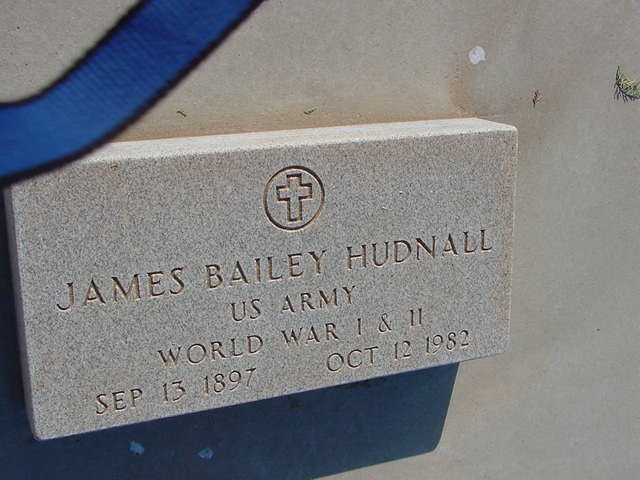 JAMES BAILEY HUDNALL
US ARMY
WORLD WAR I & II
SEP 13 1897 OCT 12 1982